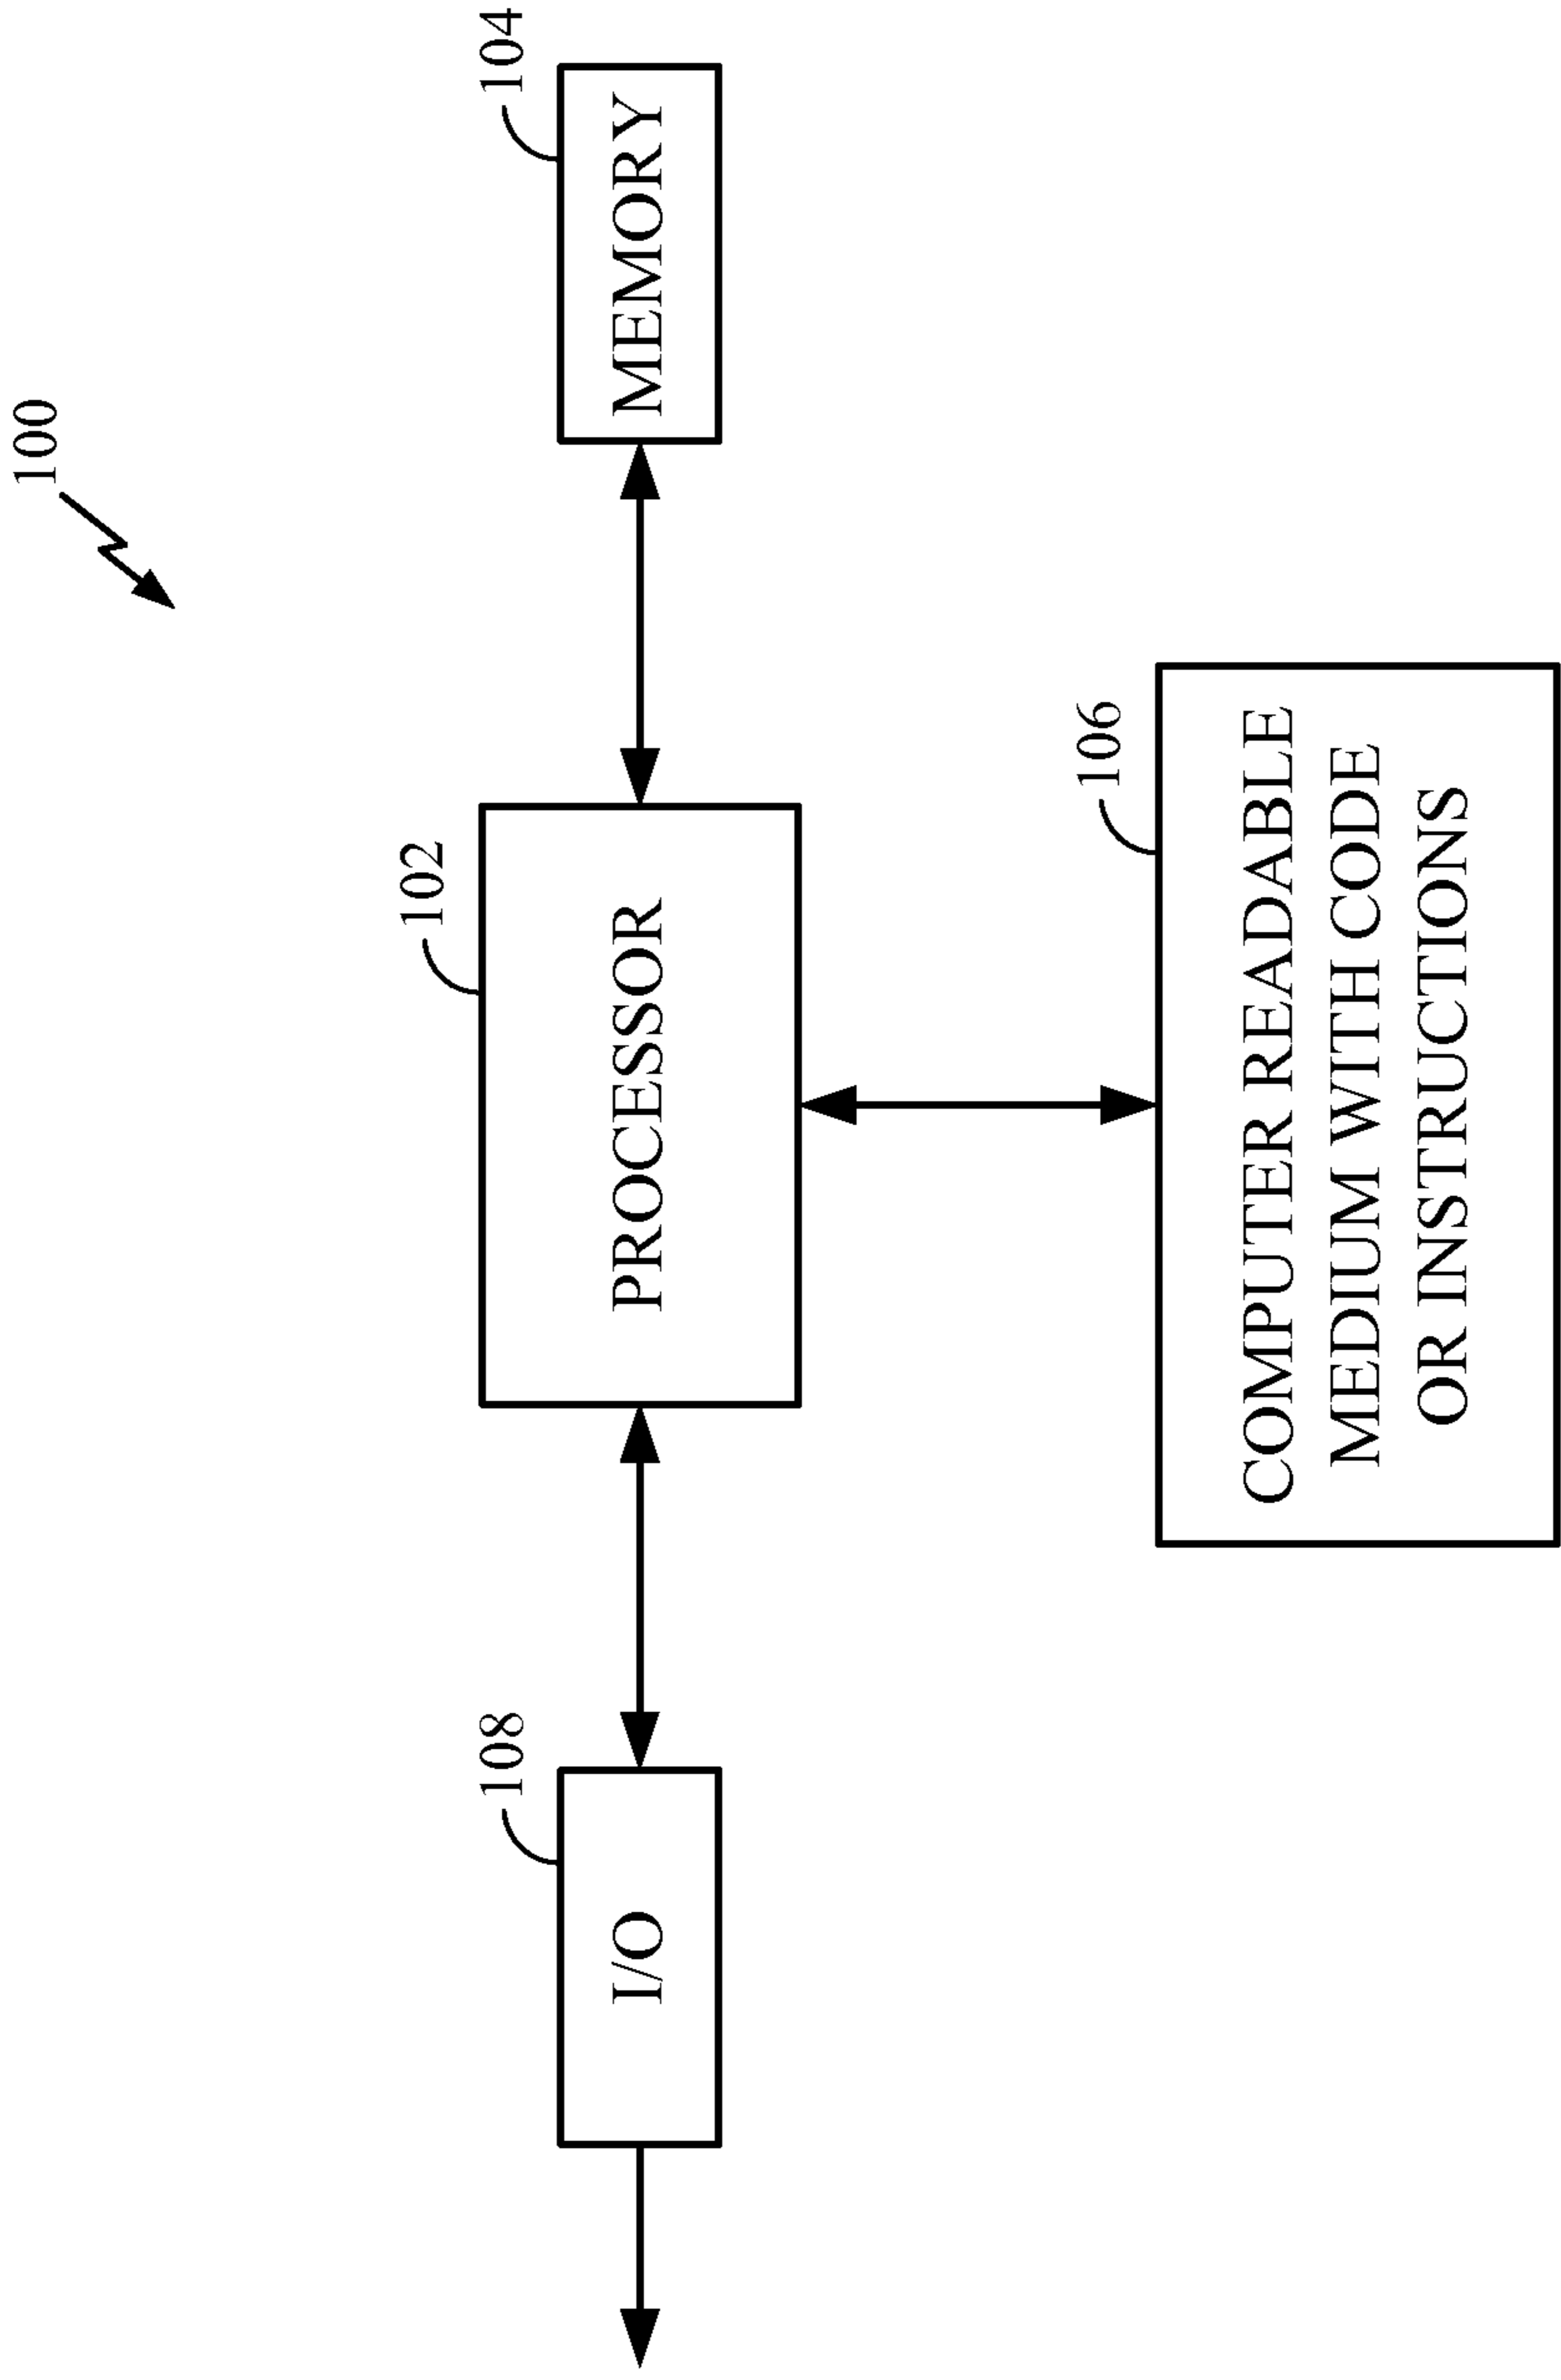 100
102
108
104
I/O
PROCESSOR
MEMORY
106
COMPUTER READABLE
MEDIUM WITH CODE
OR INSTRUCTIONS